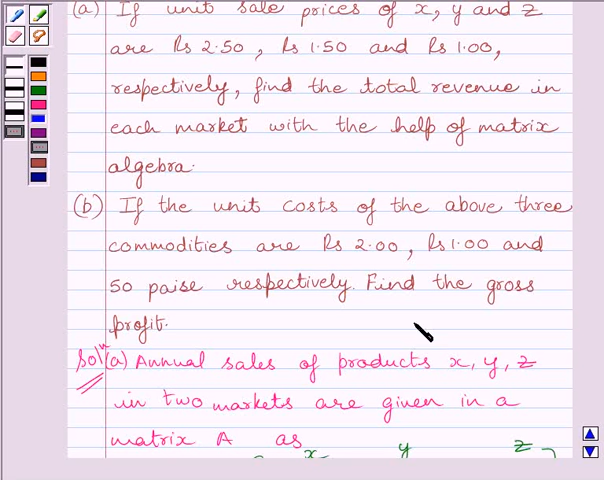 (a) If unit sale prices of x, y and z
are Rs 2.50, Rs 1.50 and Rs 1.00,
respectively, find the total revenue in
each market with the help of matrix
algebra.
(b) If the unit costs of the above three
commodities are Rs 2.00, Rs 1.00 and
50 paise respectively. Find the gross
profit.
Solⁿ (a) Annual sales of products x, y, z
in two markets are given in a
matrix A as
x y z